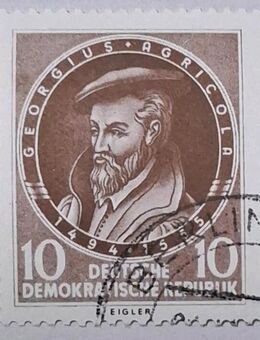 GEORGIUS • AGRICOLA
1494 • 1555
10 10
DEUTSCHE
DEMOKRATISCHE REPUBLIK
EIGLER